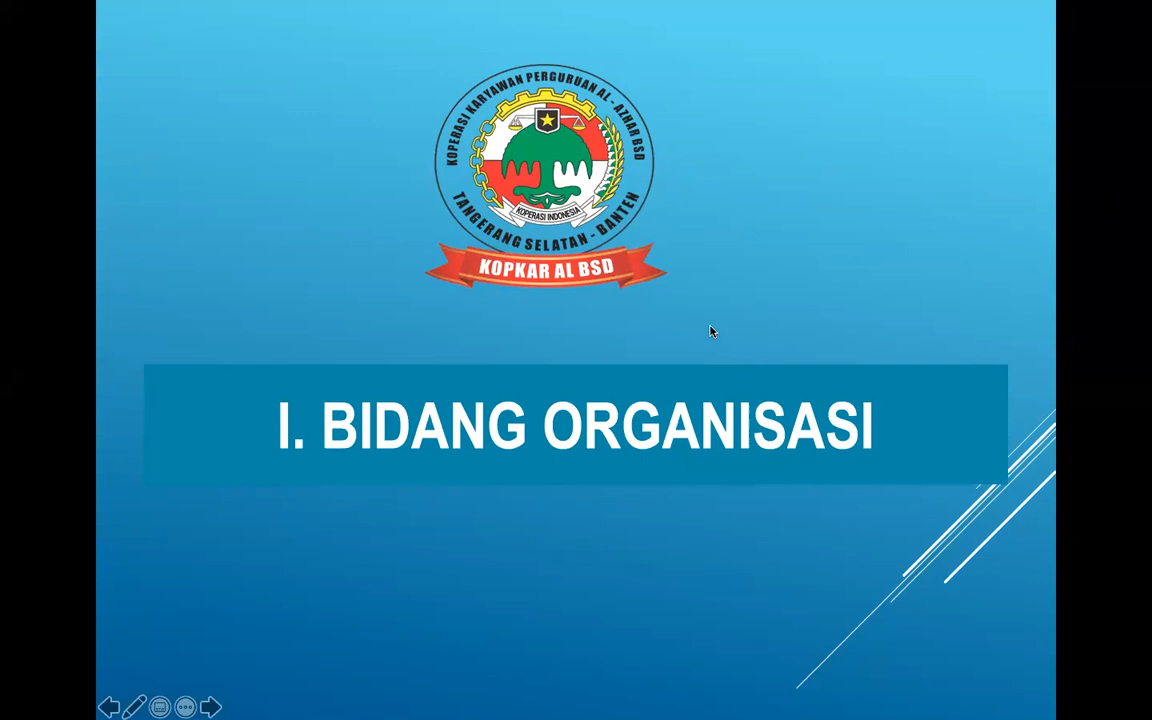 KOPERASI KARYAWAN PERGURUAN AL - AZHAR BSD
KOPERASI INDONESIA
TANGERANG SELATAN - BANTEN
KOPKAR AL BSD
I. BIDANG ORGANISASI